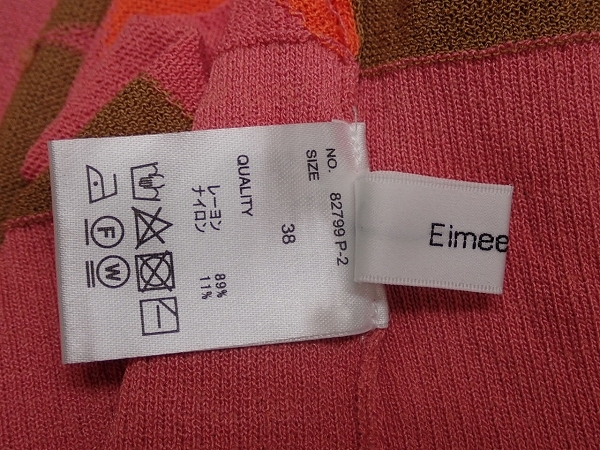 NO. 82799 P-2
SIZE 38
QUALITY
レーヨン 89%
ナイロン 11%
F W
Eimee